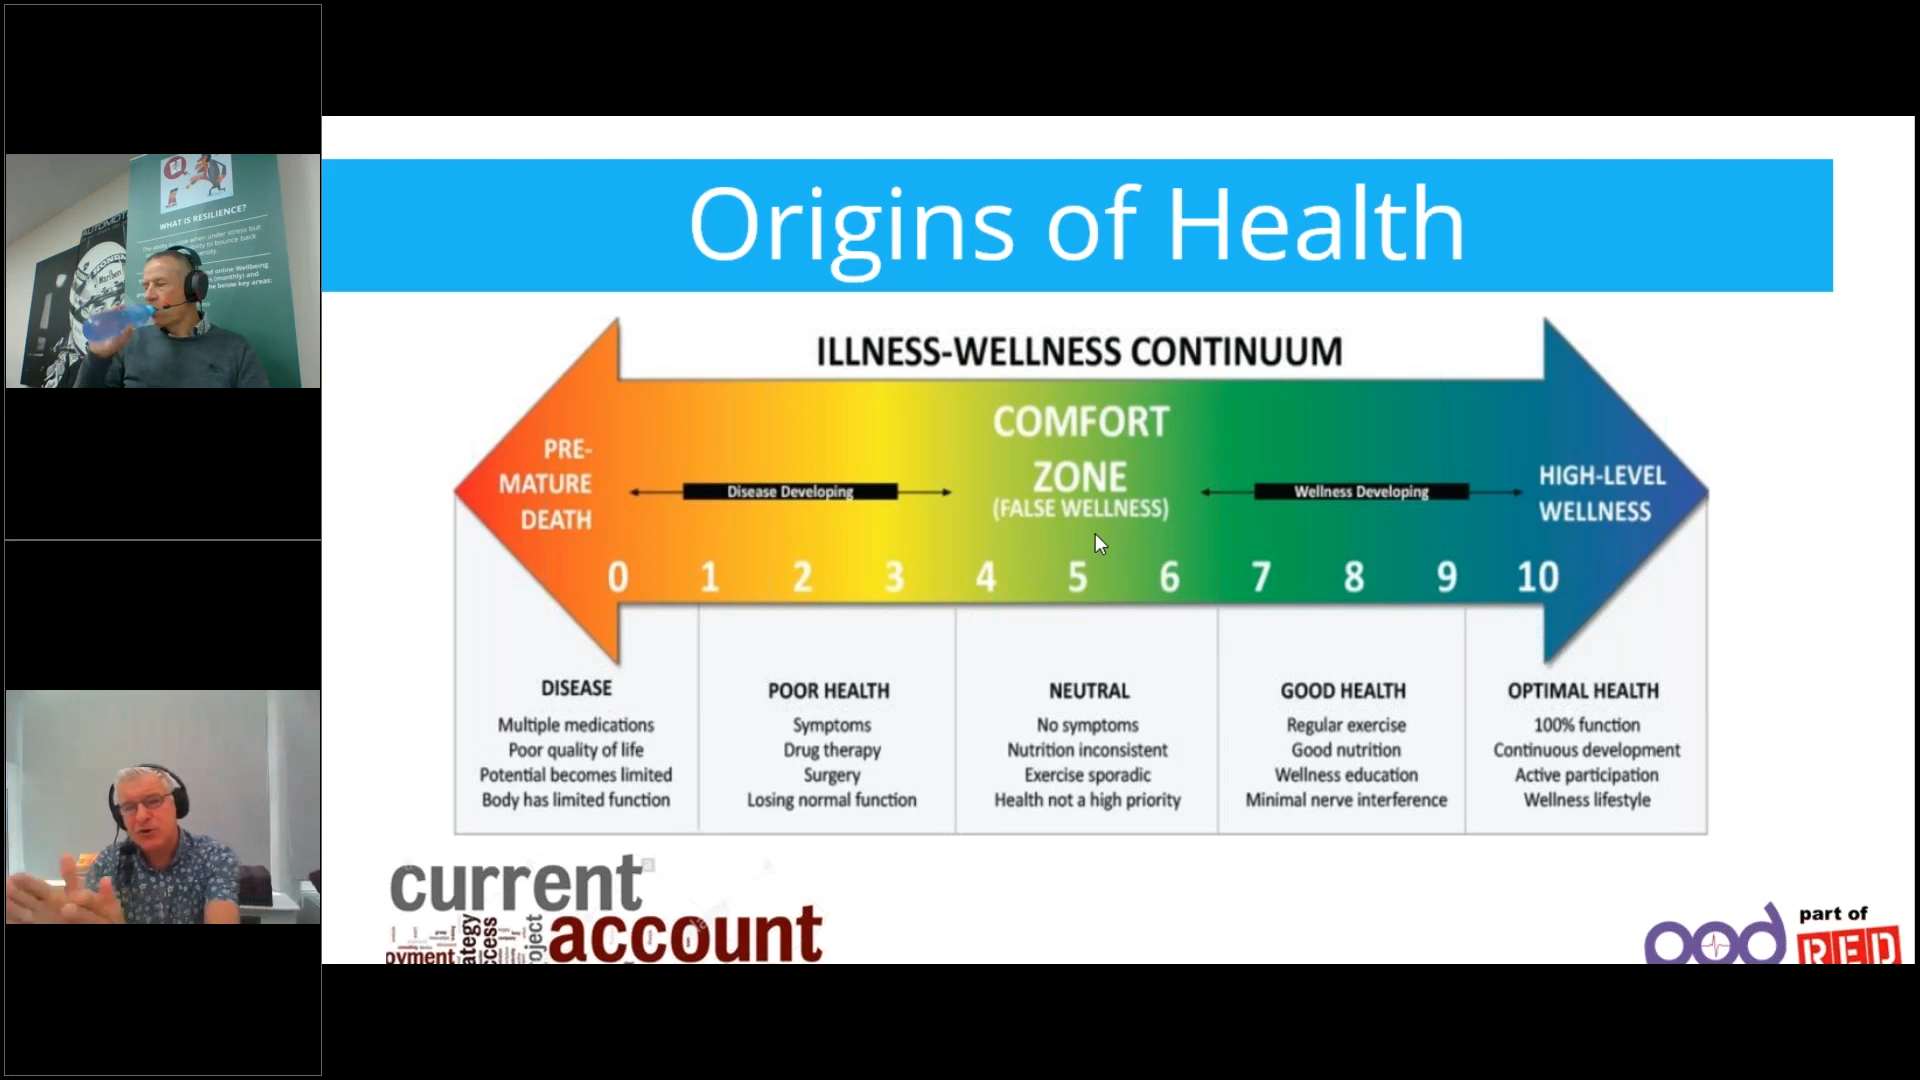 WHAT IS RESILIENCE?
HONDA
Marlboro
Origins of Health
ILLNESS-WELLNESS CONTINUUM
COMFORT
ZONE
(FALSE WELLNESS)
PRE-
MATURE
DEATH
Disease Developing
Wellness Developing
HIGH-LEVEL
WELLNESS
0 1 2 3 4 5 6 7 8 9 10
DISEASE
Multiple medications
Poor quality of life
Potential becomes limited
Body has limited function
POOR HEALTH
Symptoms
Drug therapy
Surgery
Losing normal function
NEUTRAL
No symptoms
Nutrition inconsistent
Exercise sporadic
Health not a high priority
GOOD HEALTH
Regular exercise
Good nutrition
Wellness education
Minimal nerve interference
OPTIMAL HEALTH
100% function
Continuous development
Active participation
Wellness lifestyle
current
account
part of
RED